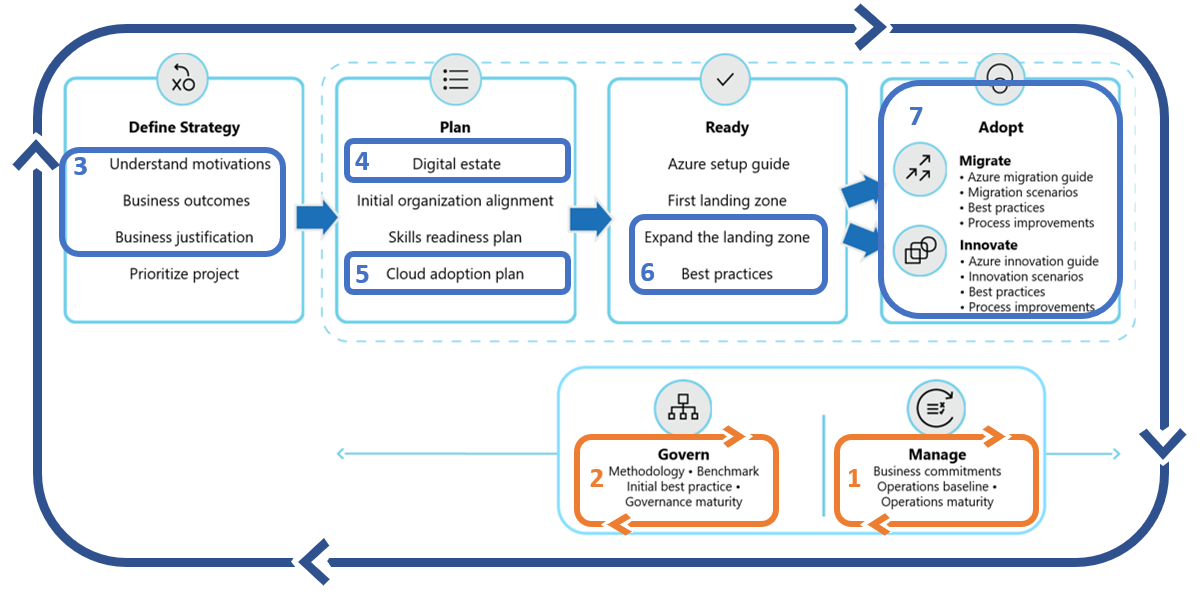 Define Strategy
3
Understand motivations
Business outcomes
Business justification
Prioritize project
Plan
4
Digital estate
Initial organization alignment
Skills readiness plan
5
Cloud adoption plan
Ready
Azure setup guide
First landing zone
Expand the landing zone
6
Best practices
7
Adopt
Migrate
• Azure migration guide
• Migration scenarios
• Best practices
• Process improvements
Innovate
• Azure innovation guide
• Innovation scenarios
• Best practices
• Process improvements
Govern
2
Methodology • Benchmark
Initial best practice •
Governance maturity
Manage
1
Business commitments
Operations baseline •
Operations maturity